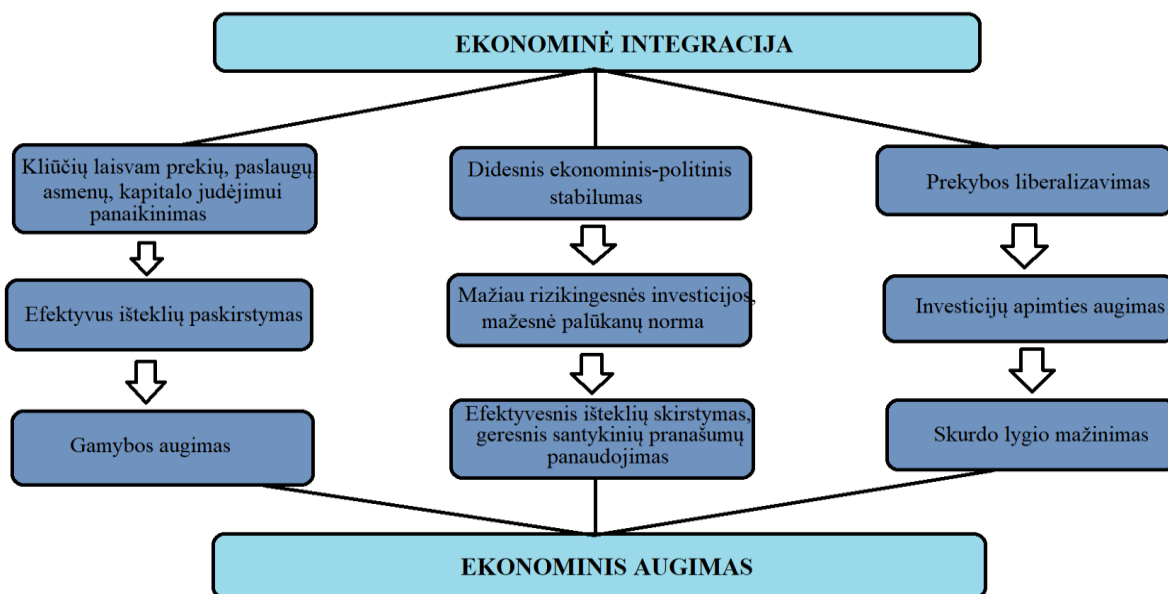 EKONOMINĖ INTEGRACIJA
Kliūčių laisvam prekių, paslaugų,
asmenų, kapitalo judėjimui
panaikinimas
Efektyvus išteklių paskirstymas
Gamybos augimas
Didesnis ekonominis-politinis
stabilumas
Mažiau rizikingesnės investicijos,
mažesnė palūkanų norma
Efektyvesnis išteklių skirstymas,
geresnis santykinių pranašumų
panaudojimas
Prekybos liberalizavimas
Investicijų apimties augimas
Skurdo lygio mažinimas
EKONOMINIS AUGIMAS